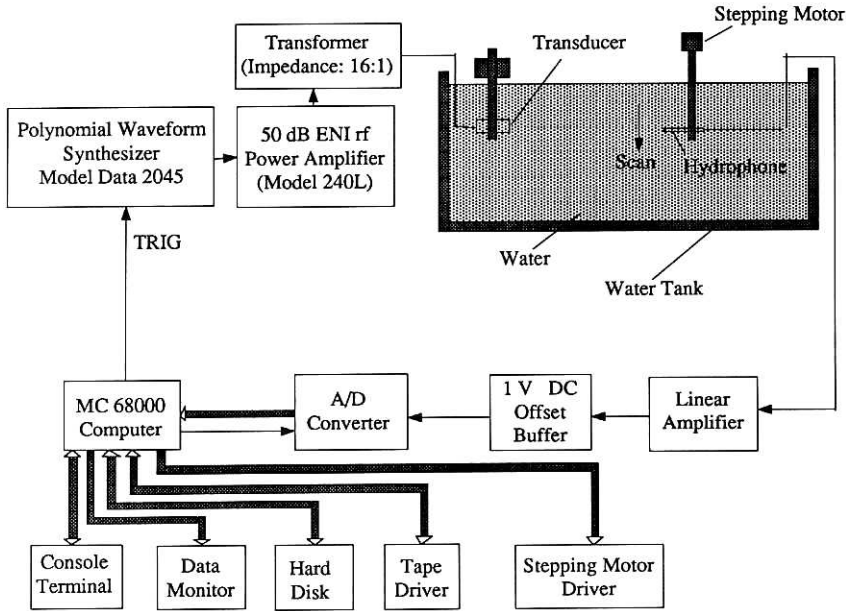 Stepping Motor
Transformer
(Impedance: 16:1)
Transducer
Polynomial Waveform
Synthesizer
Model Data 2045
50 dB ENI rf
Power Amplifier
(Model 240L)
Scan
Hydrophone
TRIG
Water
Water Tank
MC 68000
Computer
A/D
Converter
1 V DC
Offset
Buffer
Linear
Amplifier
Console
Terminal
Data
Monitor
Hard
Disk
Tape
Driver
Stepping Motor
Driver